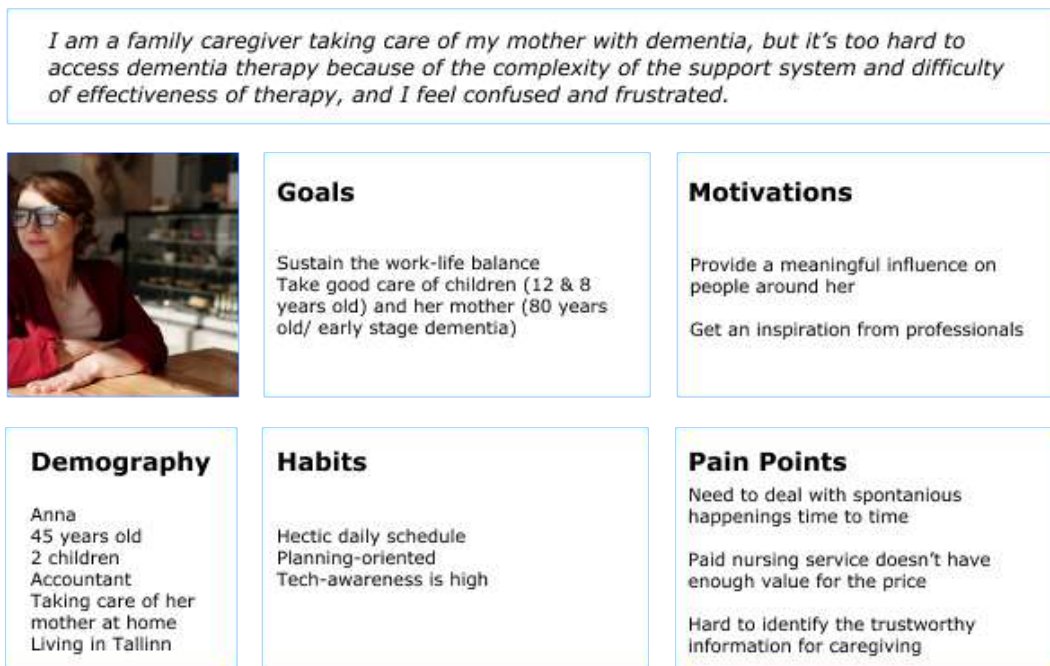 I am a family caregiver taking care of my mother with dementia, but it's too hard to
access dementia therapy because of the complexity of the support system and difficulty
of effectiveness of therapy, and I feel confused and frustrated.
Goals
Sustain the work-life balance
Take good care of children (12 & 8
years old) and her mother (80 years
old/ early stage dementia)
Motivations
Provide a meaningful influence on
people around her
Get an inspiration from professionals
Demography
Anna
45 years old
2 children
Accountant
Taking care of her
mother at home
Living in Tallinn
Habits
Hectic daily schedule
Planning-oriented
Tech-awareness is high
Pain Points
Need to deal with spontanious
happenings time to time
Paid nursing service doesn't have
enough value for the price
Hard to identify the trustworthy
information for caregiving